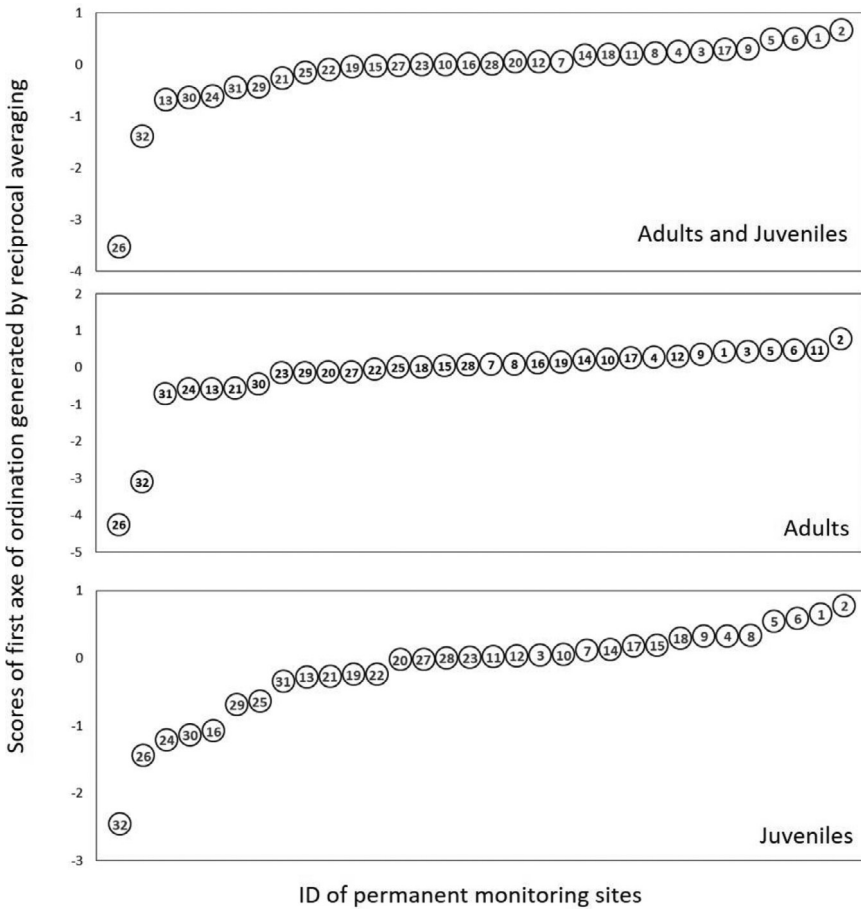 Scores of first axe of ordination generated by reciprocal averaging
1
0
-1
-2
-3
-4
26 32 13 30 24 31 29 21 25 22 19 15 27 23 10 16 28 20 12 7 14 18 11 8 4 3 17 9 5 6 1 2
Adults and Juveniles
2
1
0
-1
-2
-3
-4
-5
26 32 31 24 13 21 30 23 29 20 27 22 25 18 15 28 7 8 16 19 14 10 17 4 12 9 1 3 5 6 11 2
Adults
1
0
-1
-2
-3
32 26 24 30 16 29 25 31 13 21 19 22 20 27 28 23 11 12 3 10 7 14 17 15 18 9 4 8 5 6 1 2
Juveniles
ID of permanent monitoring sites